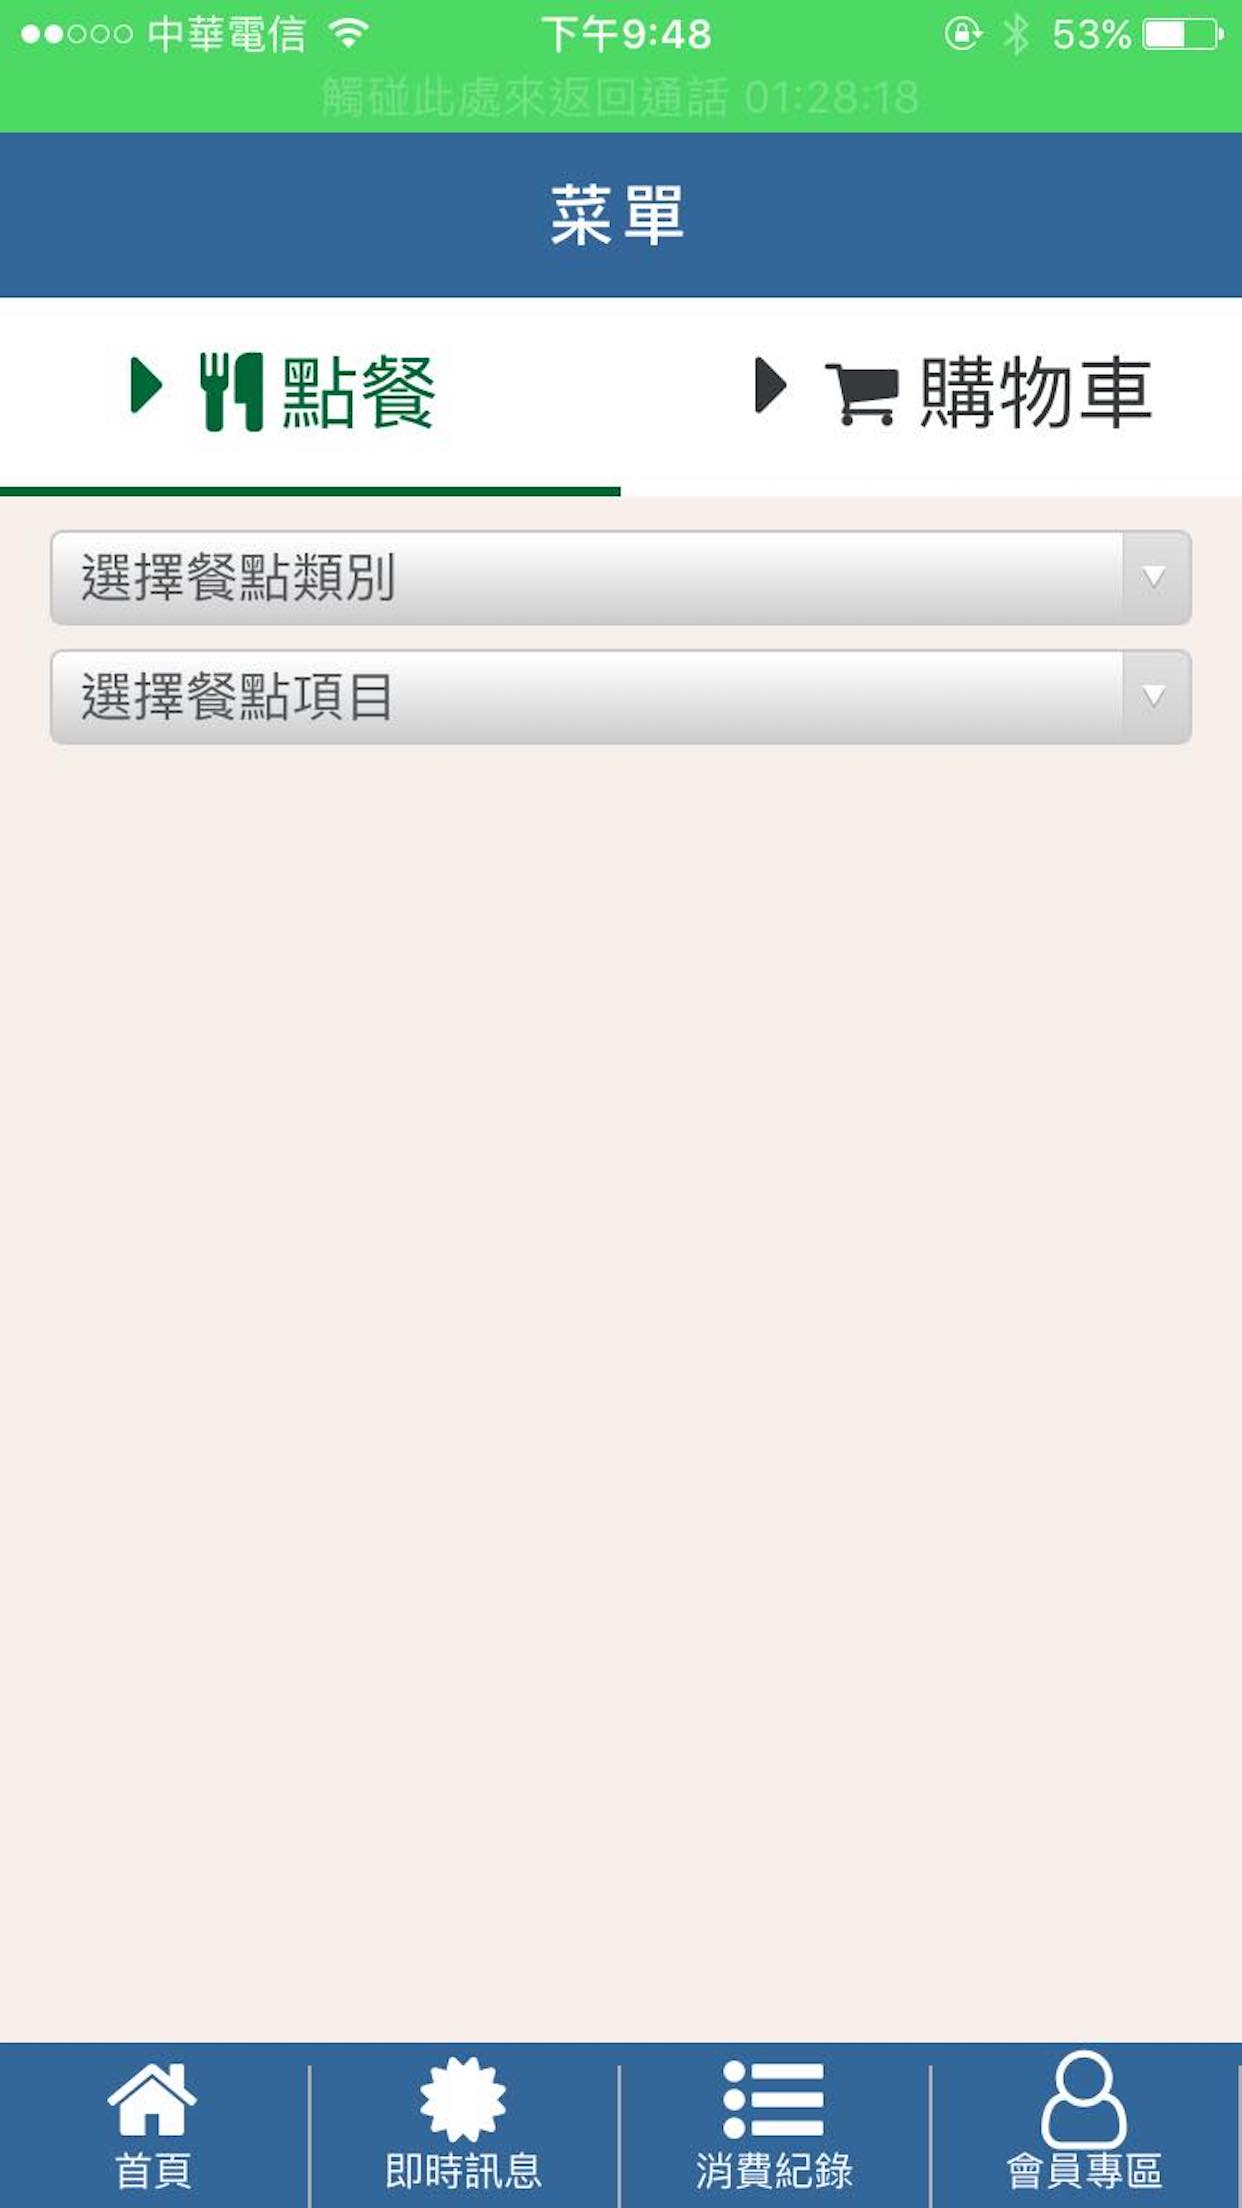 中華電信 下午9:48 53%
觸碰此處來返回通話 01:28:18
菜單
點餐 購物車
選擇餐點類別
選擇餐點項目
首頁 即時訊息 消費紀錄 會員專區